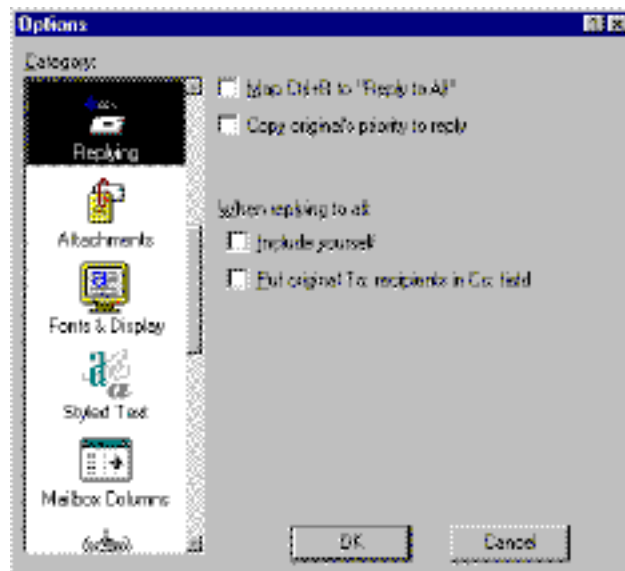 Options
Category:
Replying
Attachments
Fonts & Display
Styled Text
Mailbox Columns
Map Ctrl+R to "Reply to All"
Copy original's priority to reply
When replying to all:
Include yourself
Put original To: recipients in Cc: field
OK
Cancel